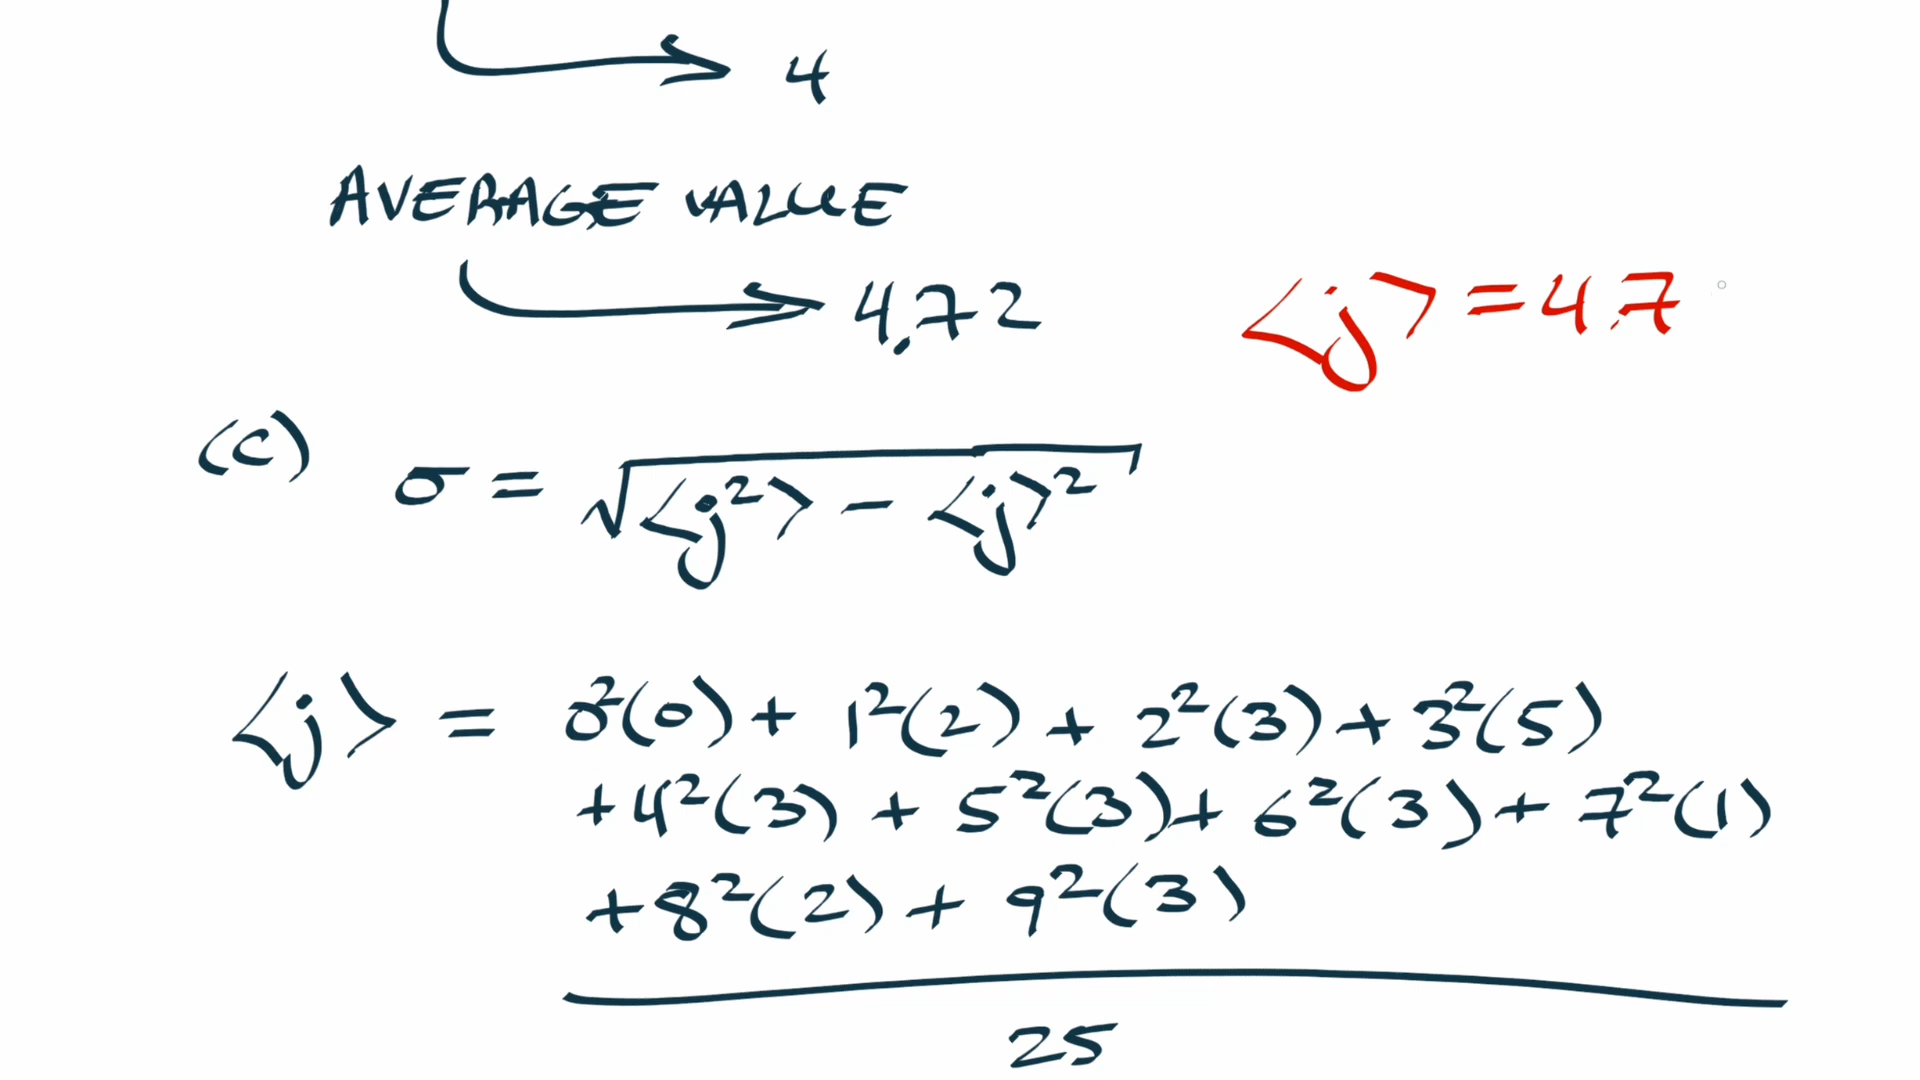 4
AVERAGE VALUE
4.72
<j> = 4.7
(c) σ = √<j²> - <j>²
<j> = 0²(0) + 1²(2) + 2²(3) + 3²(5)
+ 4²(3) + 5²(3) + 6²(3) + 7²(1)
+ 8²(2) + 9²(3)
25